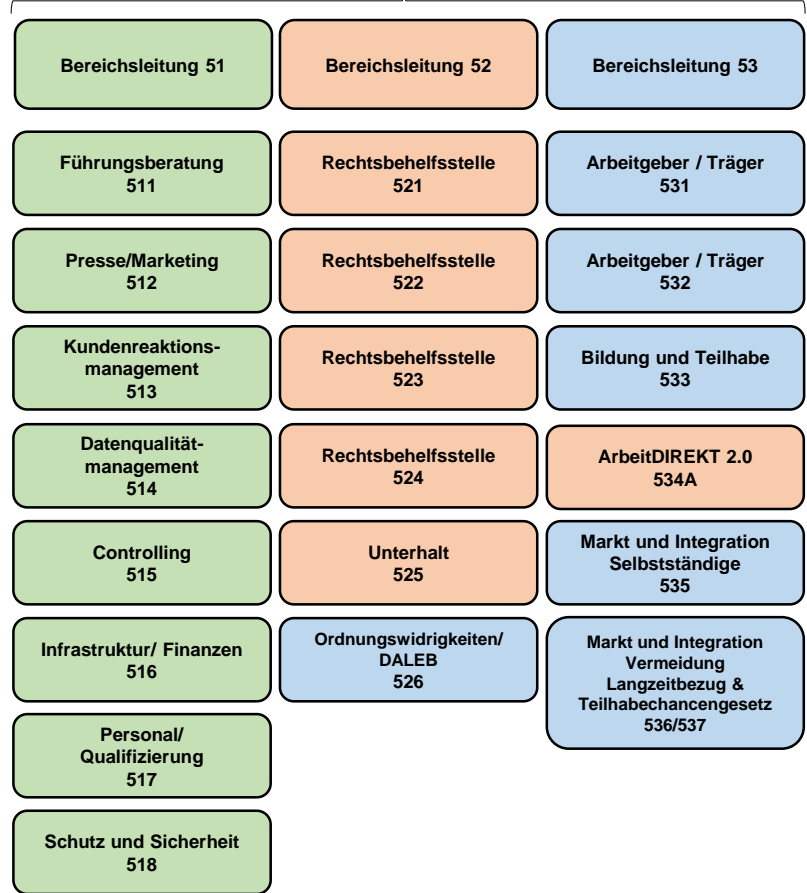 Bereichsleitung 51
Bereichsleitung 52
Bereichsleitung 53
Führungsberatung
511
Rechtsbehelfsstelle
521
Arbeitgeber / Träger
531
Presse/Marketing
512
Rechtsbehelfsstelle
522
Arbeitgeber / Träger
532
Kundenreaktions-
management
513
Rechtsbehelfsstelle
523
Bildung und Teilhabe
533
Datenqualität-
management
514
Rechtsbehelfsstelle
524
ArbeitDIREKT 2.0
534A
Controlling
515
Unterhalt
525
Markt und Integration
Selbstständige
535
Infrastruktur/ Finanzen
516
Ordnungswidrigkeiten/
DALEB
526
Markt und Integration
Vermeidung
Langzeitbezug &
Teilhabechancengesetz
536/537
Personal/
Qualifizierung
517
Schutz und Sicherheit
518